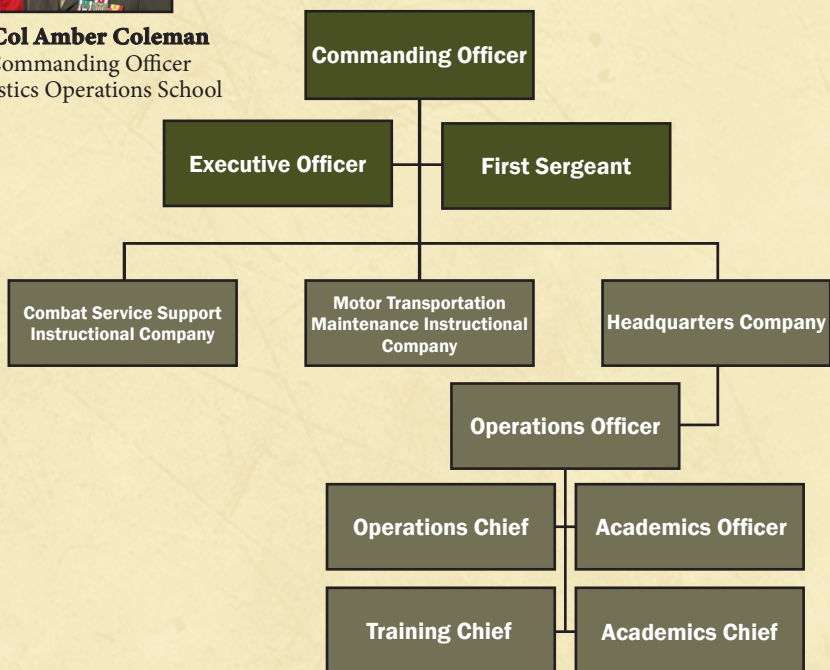 Col Amber Coleman
Commanding Officer
stics Operations School
Commanding Officer
Executive Officer
First Sergeant
Combat Service Support
Instructional Company
Motor Transportation
Maintenance Instructional
Company
Headquarters Company
Operations Officer
Operations Chief
Academics Officer
Training Chief
Academics Chief